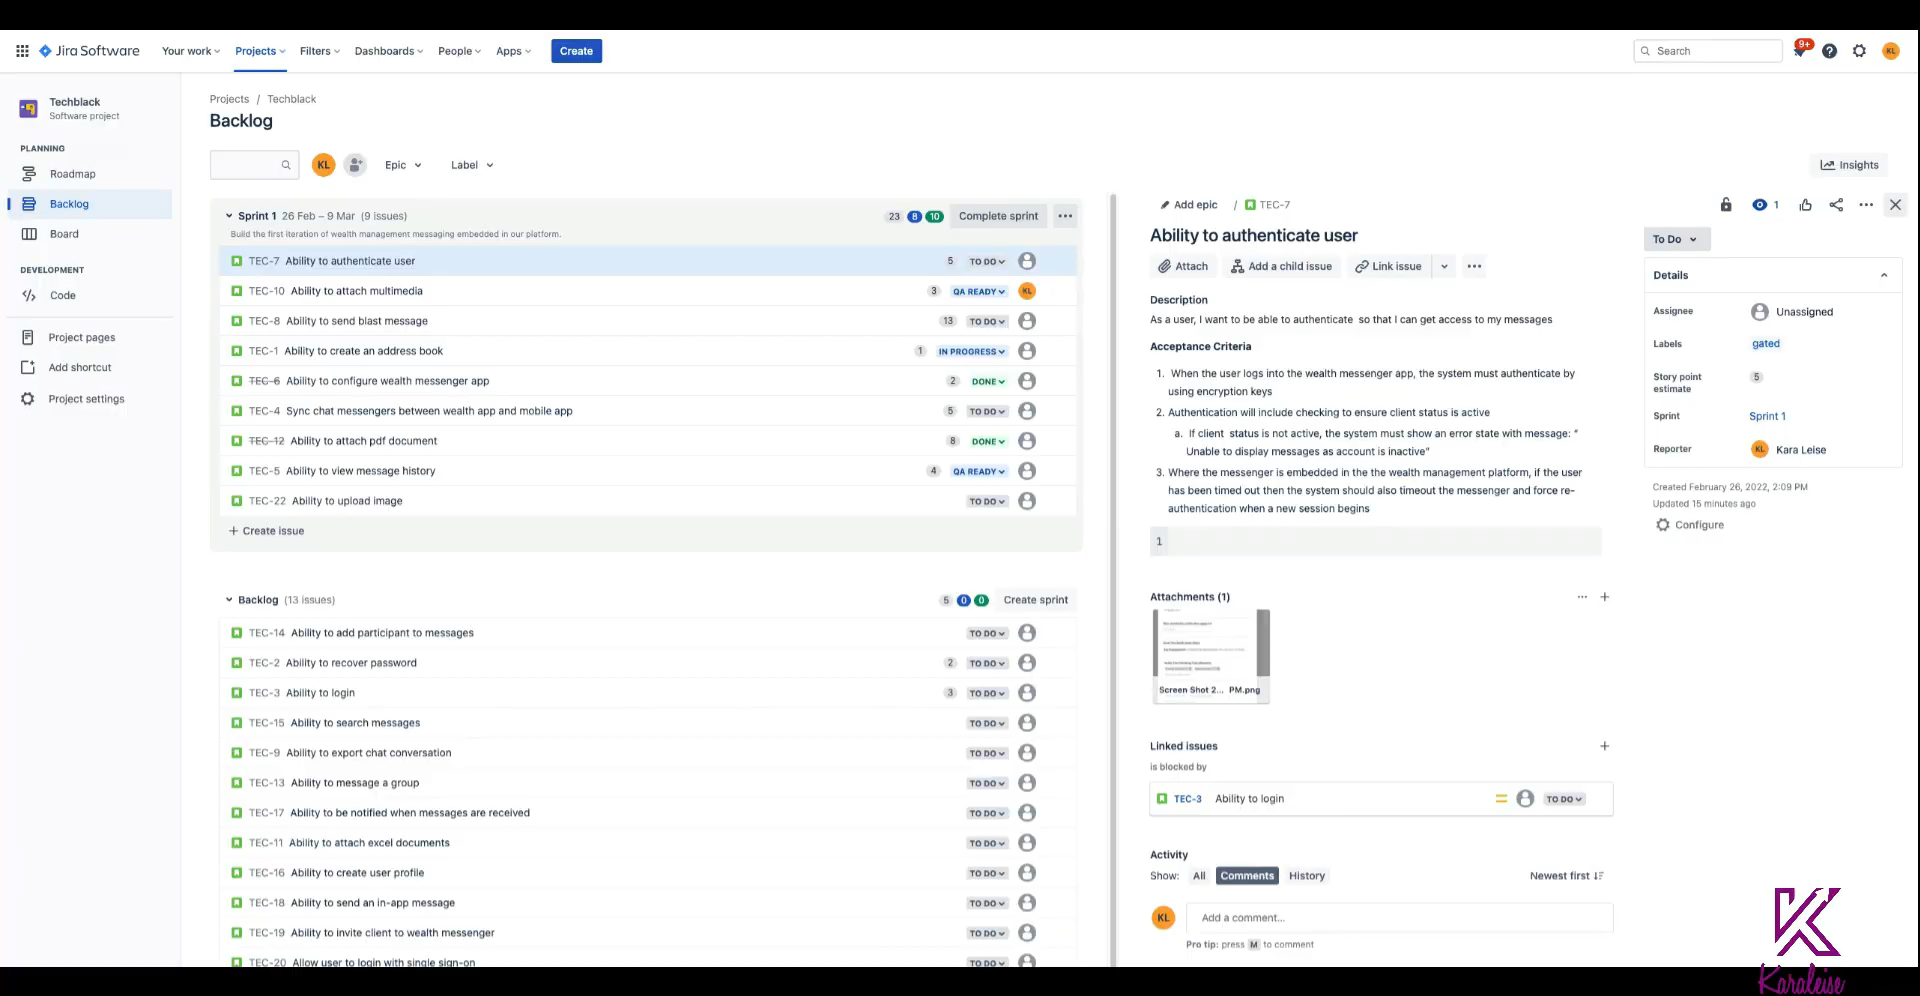 Jira Software Your work Projects Filters Dashboards People Apps Create Search 9+ KL
Techblack
Software project
PLANNING
Roadmap
Backlog
Board
DEVELOPMENT
Code
Project pages
Add shortcut
Project settings
Projects / Techblack
Backlog
KL Epic Label Insights
Sprint 1 26 Feb – 9 Mar (9 issues) 23 8 10 Complete sprint
Build the first iteration of wealth management messaging embedded in our platform.
TEC-7 Ability to authenticate user 5 TO DO
TEC-10 Ability to attach multimedia 3 QA READY KL
TEC-8 Ability to send blast message 13 TO DO
TEC-1 Ability to create an address book 1 IN PROGRESS
TEC-6 Ability to configure wealth messenger app 2 DONE
TEC-4 Sync chat messengers between wealth app and mobile app 5 TO DO
TEC-12 Ability to attach pdf document 8 DONE
TEC-5 Ability to view message history 4 QA READY
TEC-22 Ability to upload image TO DO
+ Create issue
Backlog (13 issues) 5 0 0 Create sprint
TEC-14 Ability to add participant to messages TO DO
TEC-2 Ability to recover password 2 TO DO
TEC-3 Ability to login 3 TO DO
TEC-15 Ability to search messages TO DO
TEC-9 Ability to export chat conversation TO DO
TEC-13 Ability to message a group TO DO
TEC-17 Ability to be notified when messages are received TO DO
TEC-11 Ability to attach excel documents TO DO
TEC-16 Ability to create user profile TO DO
TEC-18 Ability to send an in-app message TO DO
TEC-19 Ability to invite client to wealth messenger TO DO
TEC-20 Allow user to login with single sign-on TO DO
Add epic / TEC-7 1
Ability to authenticate user
Attach Add a child issue Link issue
Description
As a user, I want to be able to authenticate so that I can get access to my messages
Acceptance Criteria
1. When the user logs into the wealth messenger app, the system must authenticate by
using encryption keys
2. Authentication will include checking to ensure client status is active
a. If client status is not active, the system must show an error state with message: “
Unable to display messages as account is inactive”
3. Where the messenger is embedded in the the wealth management platform, if the user
has been timed out then the system should also timeout the messenger and force re-
authentication when a new session begins
1
Attachments (1)
Screen Shot 2... PM.png
Linked issues
is blocked by
TEC-3 Ability to login TO DO
Activity
Show: All Comments History Newest first
KL Add a comment...
Pro tip: press M to comment
To Do
Details
Assignee Unassigned
Labels gated
Story point
estimate 5
Sprint Sprint 1
Reporter KL Kara Leise
Created February 26, 2022, 2:09 PM
Updated 15 minutes ago
Configure
K
Karaleise